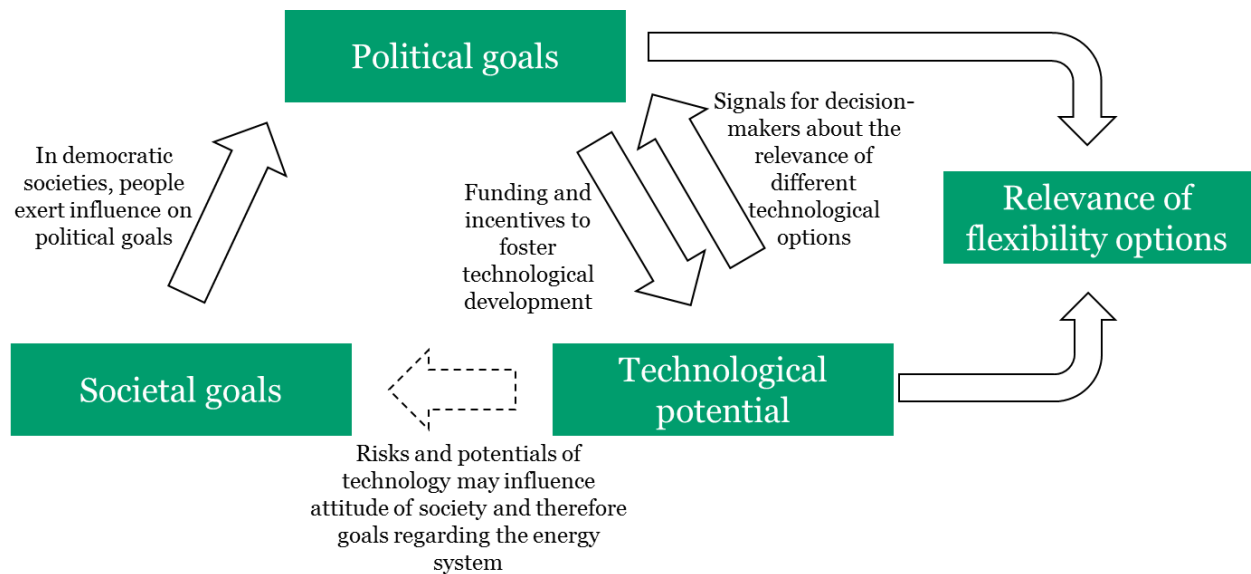 Political goals
In democratic
societies, people
exert influence on
political goals
Funding and
incentives to
foster
technological
development
Signals for decision-
makers about the
relevance of
different
technological
options
Relevance of
flexibility options
Societal goals
Technological
potential
Risks and potentials of
technology may influence
attitude of society and therefore
goals regarding the energy
system